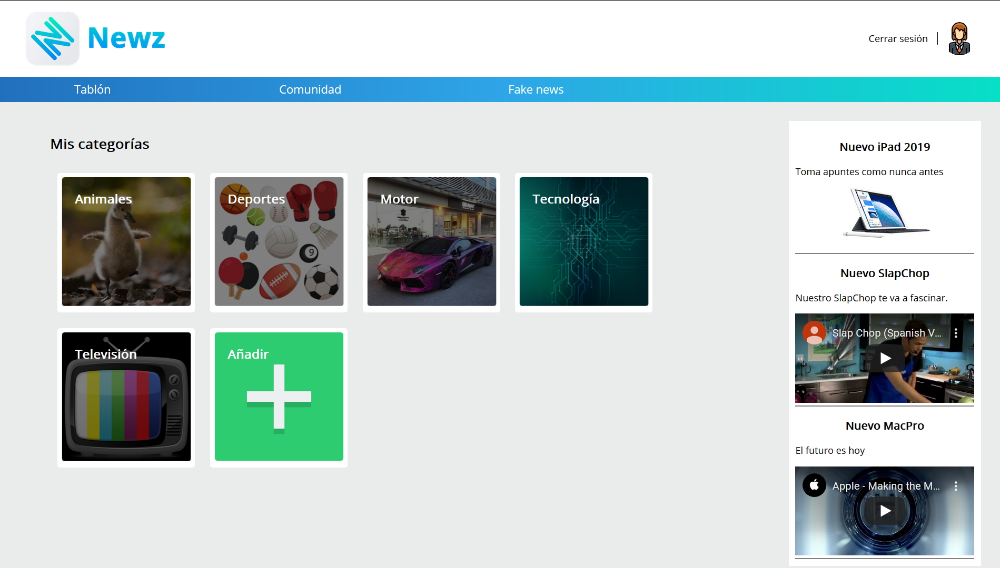 Newz
Cerrar sesión
Tablón
Comunidad
Fake news
Mis categorías
Animales
Deportes
Motor
Tecnología
Televisión
Añadir
Nuevo iPad 2019
Toma apuntes como nunca antes
Nuevo SlapChop
Nuestro SlapChop te va a fascinar.
Slap Chop (Spanish V...
Nuevo MacPro
El futuro es hoy
Apple - Making the M...
9